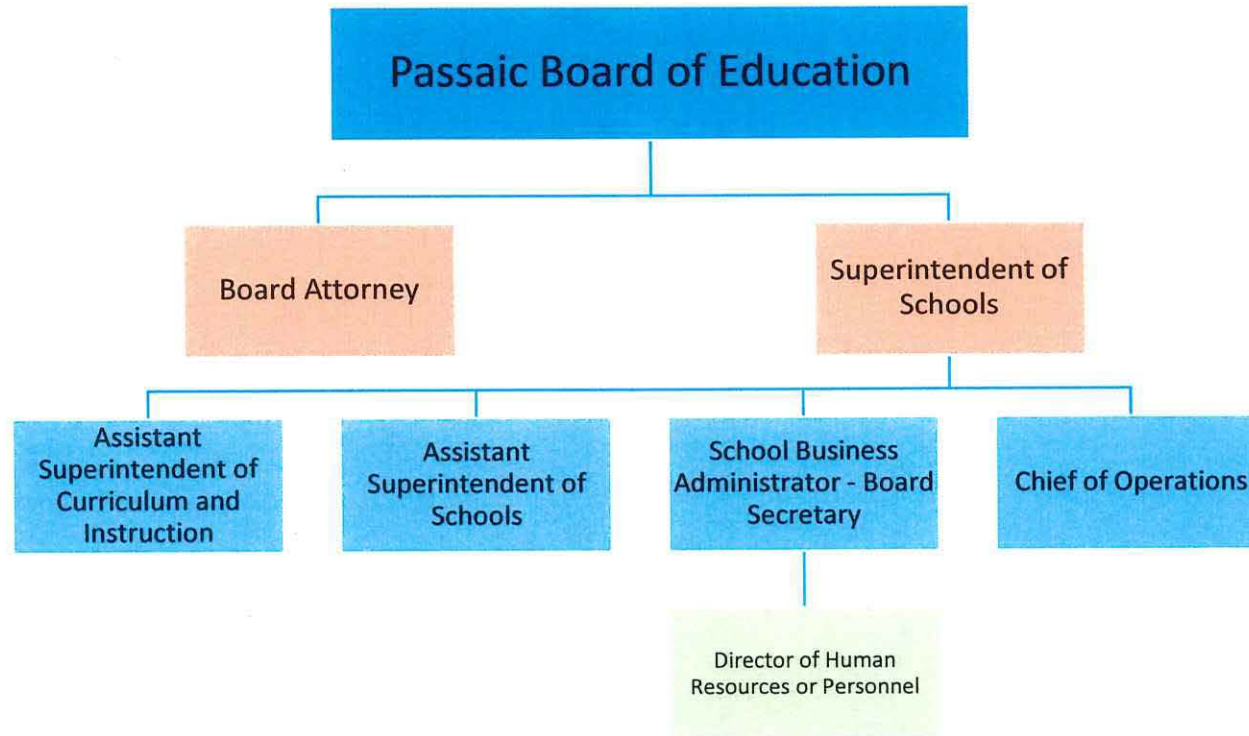 Passaic Board of Education
Board Attorney
Superintendent of
Schools
Assistant
Superintendent of
Curriculum and
Instruction
Assistant
Superintendent of
Schools
School Business
Administrator - Board
Secretary
Chief of Operations
Director of Human
Resources or Personnel